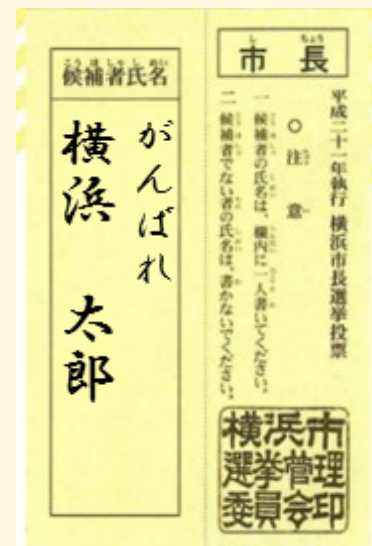 市長
平成二十一年執行 横浜市長選挙投票
○注意
一 候補者の氏名は、欄内に一人書いてください。
二 候補者でない者の氏名は、書かないでください。
横浜市
選挙管理
委員会印
候補者氏名
がんばれ
横浜 太郎